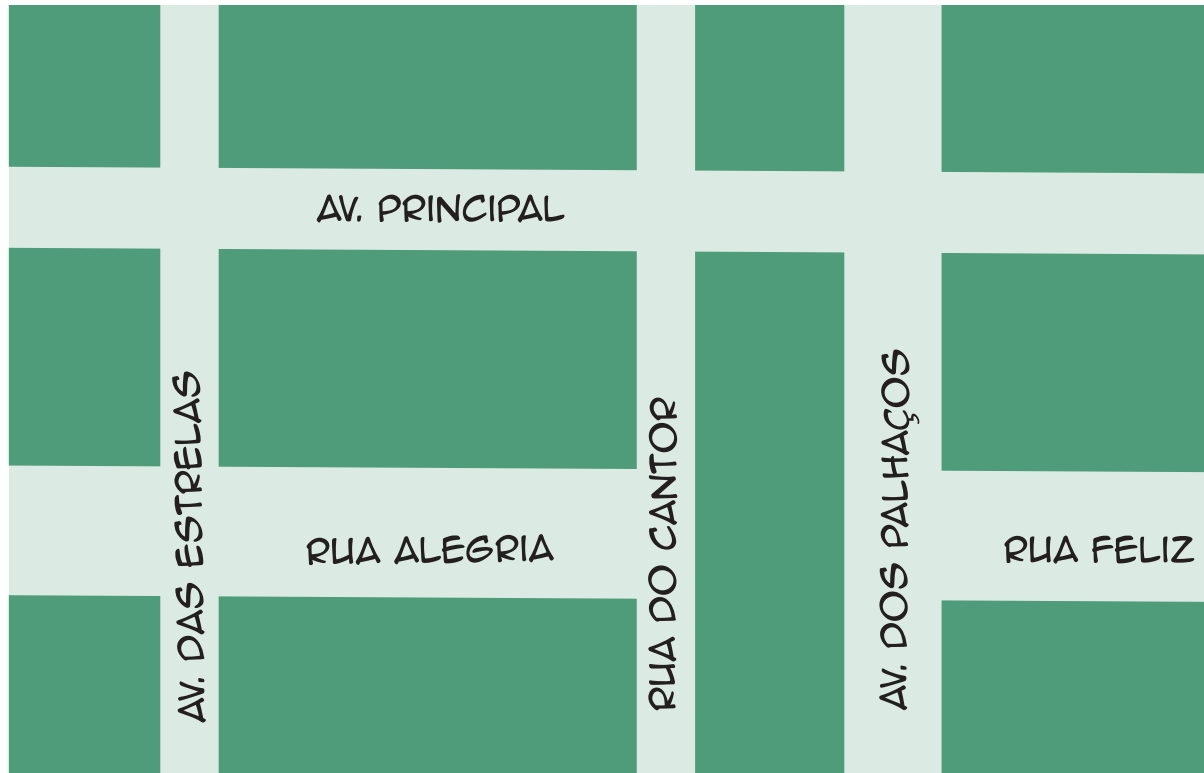 AV. PRINCIPAL
AV. DAS ESTRELAS
RUA ALEGRIA
RUA DO CANTOR
AV. DOS PALHAÇOS
RUA FELIZ